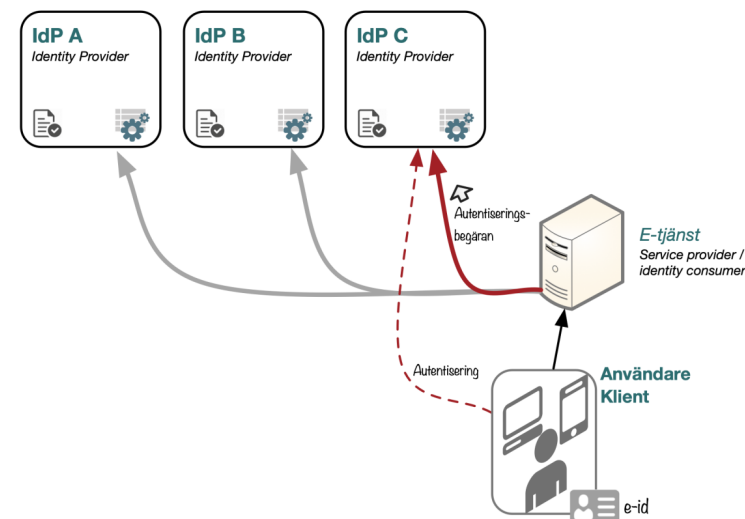 IdP A
Identity Provider
IdP B
Identity Provider
IdP C
Identity Provider
Autentiserings-
begäran
E-tjänst
Service provider /
identity consumer
Autentisering
Användare
Klient
e-id